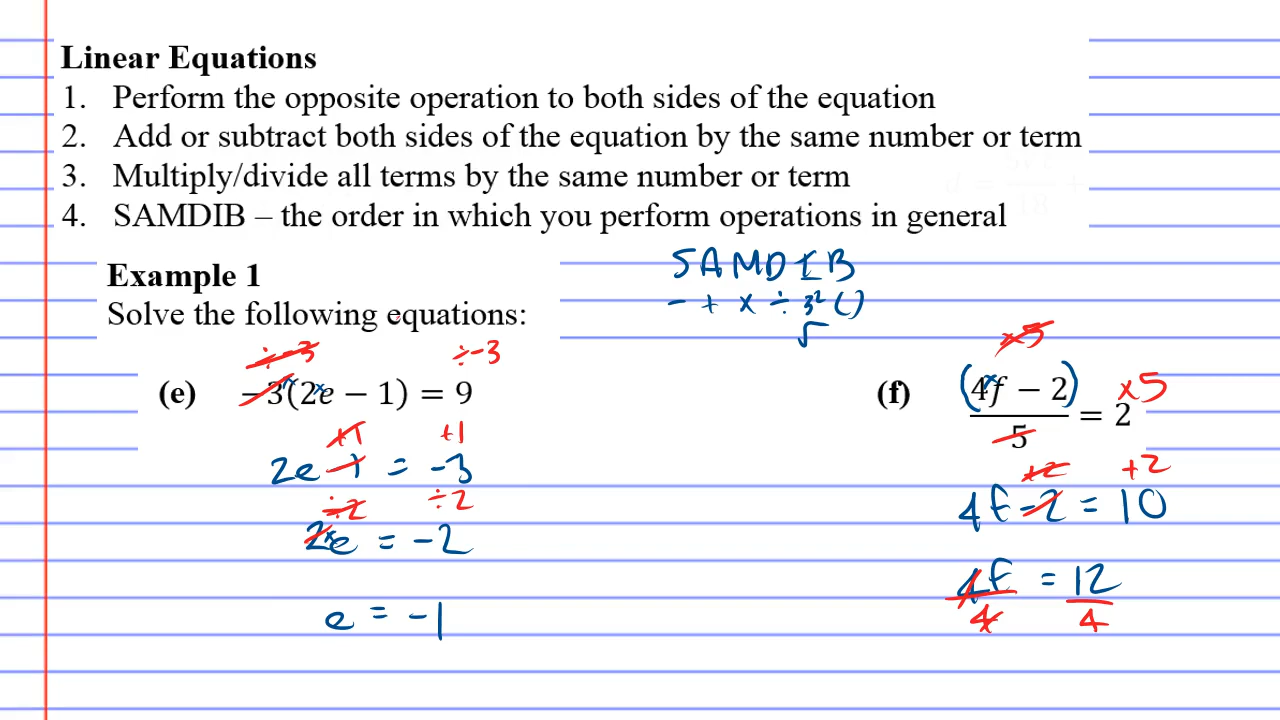 Linear Equations
1. Perform the opposite operation to both sides of the equation
2. Add or subtract both sides of the equation by the same number or term
3. Multiply/divide all terms by the same number or term
4. SAMDIB – the order in which you perform operations in general
SAMDIB
− + × ÷ 3² ( )
√
Example 1
Solve the following equations:
÷−3 ÷−3
(e) −3(×2×e − 1) = 9
+1 +1
2e −1 = −3
÷2 ÷2
2×e = −2
e = −1
×5
(f) (4×f − 2)/5 = 2 ×5
+2 +2
4f −2 = 10
4f/4 = 12/4